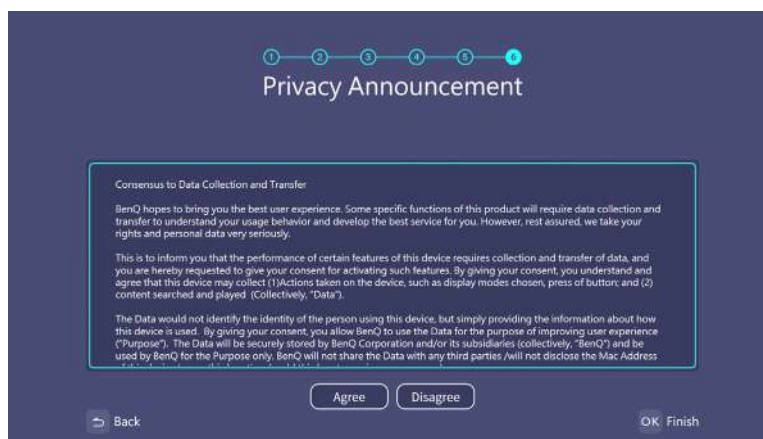 1 2 3 4 5 6
Privacy Announcement
Consensus to Data Collection and Transfer
BenQ hopes to bring you the best user experience. Some specific functions of this product will require data collection and
transfer to understand your usage behavior and develop the best service for you. However, rest assured, we take your
rights and personal data very seriously.
This is to inform you that the performance of certain features of this device requires collection and transfer of data, and
you are hereby requested to give your consent for activating such features. By giving your consent, you understand and
agree that this device may collect (1)Actions taken on the device, such as display modes chosen, press of button; and (2)
content searched and played (Collectively, "Data").
The Data would not identify the identity of the person using this device, but simply providing the information about how
this device is used. By giving your consent, you allow BenQ to use the Data for the purpose of improving user experience
("Purpose"). The Data will be securely stored by BenQ Corporation and/or its subsidiaries (collectively, "BenQ") and be
used by BenQ for the Purpose only. BenQ will not share the Data with any third parties /will not disclose the Mac Address
Agree Disagree
Back OK Finish